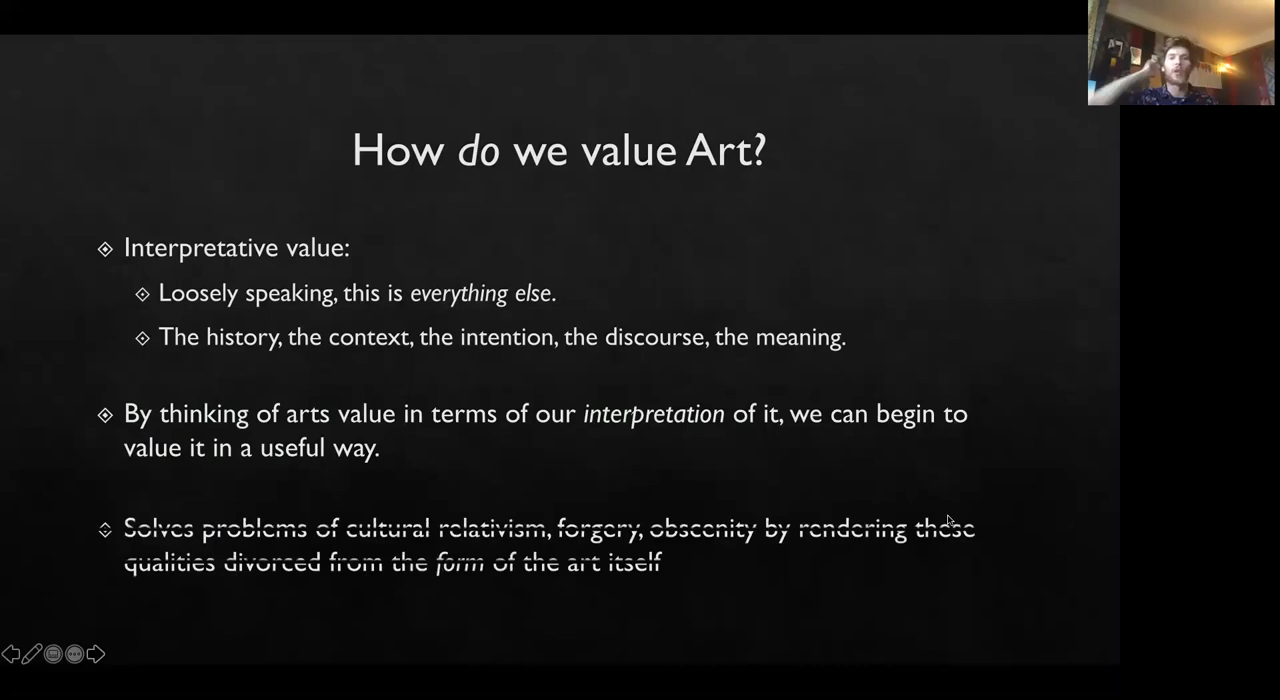 How do we value Art?
Interpretative value:
Loosely speaking, this is everything else.
The history, the context, the intention, the discourse, the meaning.
By thinking of arts value in terms of our interpretation of it, we can begin to
value it in a useful way.
Solves problems of cultural relativism, forgery, obscenity by rendering these
qualities divorced from the form of the art itself